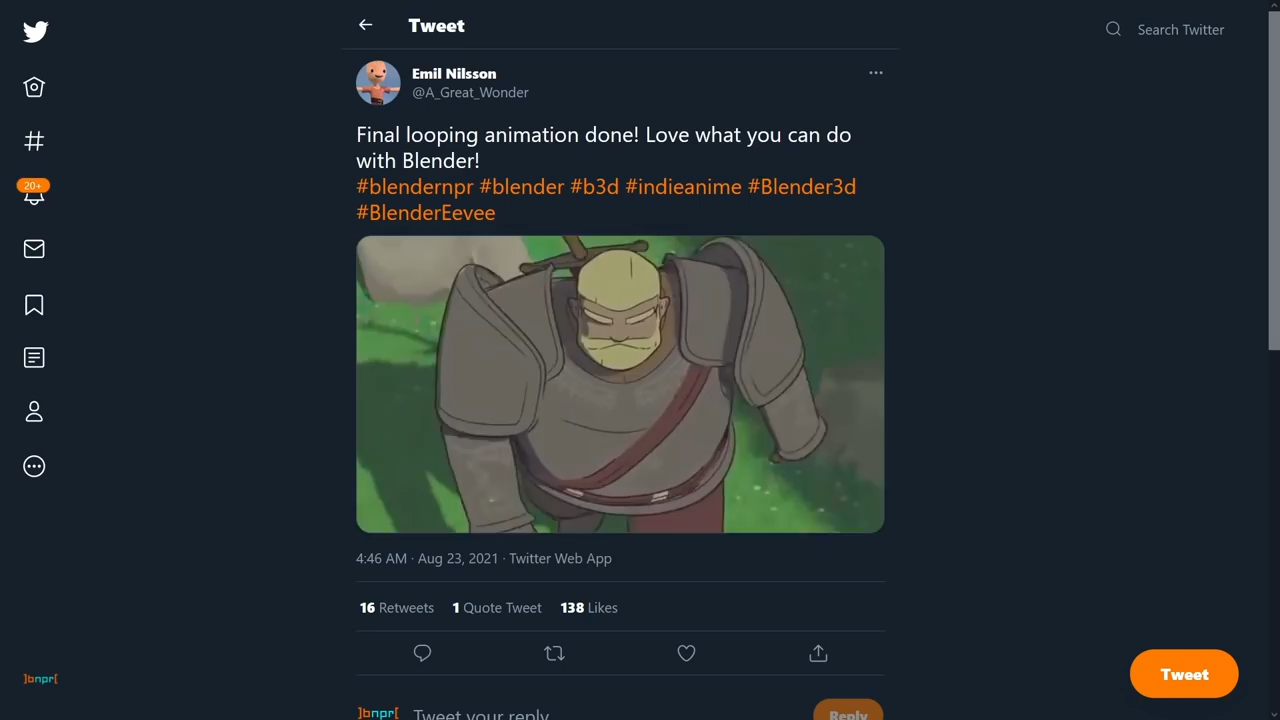 Tweet
Search Twitter
Emil Nilsson
@A_Great_Wonder
Final looping animation done! Love what you can do
with Blender!
#blendernpr #blender #b3d #indieanime #Blender3d
#BlenderEevee
20+
4:46 AM · Aug 23, 2021 · Twitter Web App
16 Retweets 1 Quote Tweet 138 Likes
]bnpr[
Tweet
]bnpr[ Tweet your reply Reply